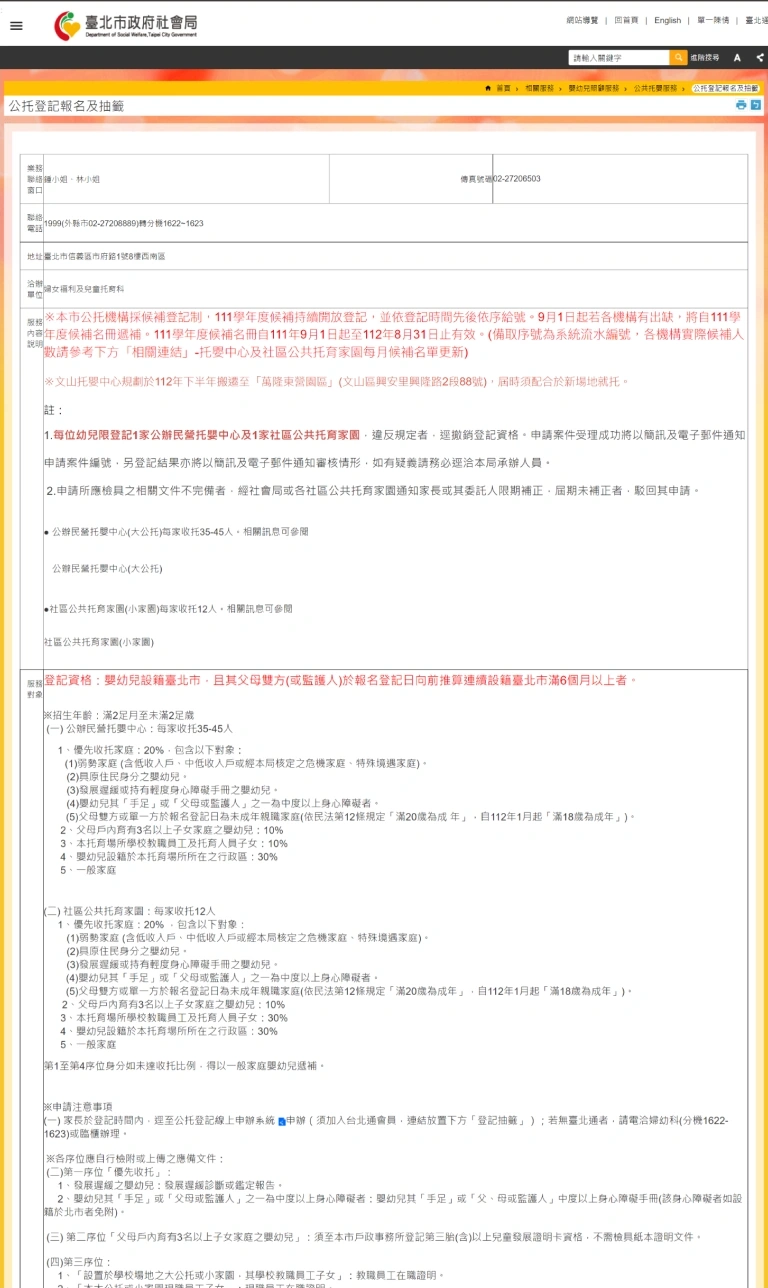 臺北市政府社會局
Department of Social Welfare,Taipei City Government
網站導覽 | 回首頁 | English | 單一陳情 | 臺北通
請輸入關鍵字 進階搜尋 A
首頁 › 相關服務 › 嬰幼兒照顧服務 › 公共托嬰服務 › 公托登記報名及抽籤
公托登記報名及抽籤
業務聯絡窗口 鍾小姐、林小姐 傳真號碼 02-27206503
聯絡電話 1999(外縣市02-27208889)轉分機1622~1623
地址 臺北市信義區市府路1號8樓西南區
洽辦單位 婦女福利及兒童托育科
服務內容說明
※本市公托機構採候補登記制，111學年度候補持續開放登記，並依登記時間先後依序給號。9月1日起若各機構有出缺，將自111學
年度候補名冊遞補。111學年度候補名冊自111年9月1日起至112年8月31日止有效。(備取序號為系統流水編號，各機構實際候補人
數請參考下方「相關連結」-托嬰中心及社區公共托育家園每月候補名單更新)
※文山托嬰中心規劃於112年下半年搬遷至「萬隆東營園區」(文山區興安里興隆路2段88號)，屆時須配合於新場地就托。
註：
1.每位幼兒限登記1家公辦民營托嬰中心及1家社區公共托育家園，違反規定者，逕撤銷登記資格。申請案件受理成功將以簡訊及電子郵件通知
申請案件編號，另登記結果亦將以簡訊及電子郵件通知審核情形，如有疑義請務必逕洽本局承辦人員。
2.申請所應檢具之相關文件不完備者，經社會局或各社區公共托育家園通知家長或其委託人限期補正，屆期未補正者，駁回其申請。
● 公辦民營托嬰中心(大公托)每家收托35-45人。相關訊息可參閱
公辦民營托嬰中心(大公托)
●社區公共托育家園(小家園)每家收托12人。相關訊息可參閱
社區公共托育家園(小家園)
服務對象
登記資格：嬰幼兒設籍臺北市，且其父母雙方(或監護人)於報名登記日向前推算連續設籍臺北市滿6個月以上者。
※招生年齡：滿2足月至未滿2足歲
(一) 公辦民營托嬰中心：每家收托35-45人
1、優先收托家庭：20%，包含以下對象：
(1)弱勢家庭 (含低收入戶、中低收入戶或經本局核定之危機家庭、特殊境遇家庭)。
(2)具原住民身分之嬰幼兒。
(3)發展遲緩或持有輕度身心障礙手冊之嬰幼兒。
(4)嬰幼兒其「手足」或「父母或監護人」之一為中度以上身心障礙者。
(5)父母雙方或單一方於報名登記日為未成年親職家庭(依民法第12條規定「滿20歲為成 年」，自112年1月起「滿18歲為成年」)。
2、父母戶內育有3名以上子女家庭之嬰幼兒：10%
3、本托育場所學校教職員工及托育人員子女：10%
4、嬰幼兒設籍於本托育場所所在之行政區：30%
5、一般家庭
(二) 社區公共托育家園：每家收托12人
1、優先收托家庭：20% ，包含以下對象：
(1)弱勢家庭 (含低收入戶、中低收入戶或經本局核定之危機家庭、特殊境遇家庭)。
(2)具原住民身分之嬰幼兒。
(3)發展遲緩或持有輕度身心障礙手冊之嬰幼兒。
(4)嬰幼兒其「手足」或「父母或監護人」之一為中度以上身心障礙者。
(5)父母雙方或單一方於報名登記日為未成年親職家庭(依民法第12條規定「滿20歲為成年」，自112年1月起「滿18歲為成年」)。
2、父母戶內育有3名以上子女家庭之嬰幼兒：10%
3、本托育場所學校教職員工及托育人員子女：30%
4、嬰幼兒設籍於本托育場所所在之行政區：30%
5、一般家庭
第1至第4序位身分如未達收托比例，得以一般家庭嬰幼兒遞補。
※申請注意事項
(一) 家長於登記時間內，逕至公托登記線上申辦系統 申辦（須加入台北通會員，連結放置下方「登記抽籤」）；若無臺北通者，請電洽婦幼科(分機1622-
1623)或臨櫃辦理。
※各序位應自行檢附或上傳之應備文件：
(二)第一序位「優先收托」：
1、發展遲緩之嬰幼兒：發展遲緩診斷或鑑定報告。
2、嬰幼兒其「手足」或「父母或監護人」之一為中度以上身心障礙者：嬰幼兒其「手足」或「父、母或監護人」中度以上身心障礙手冊(該身心障礙者如設
籍於北市者免附)。
(三) 第二序位「父母戶內育有3名以上子女家庭之嬰幼兒」：須至本市戶政事務所登記第三胎(含)以上兒童發展證明卡資格，不需檢具紙本證明文件。
(四)第三序位：
1、「設置於學校場地之大公托或小家園，其學校教職員工子女」：教職員工在職證明。